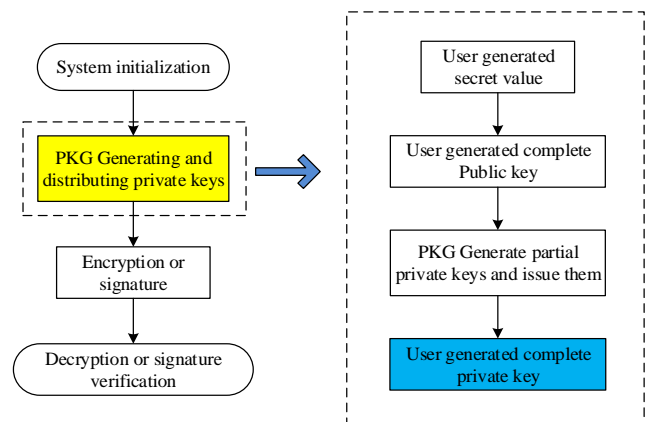 System initialization
PKG Generating and
distributing private keys
Encryption or
signature
Decryption or signature
verification
User generated
secret value
User generated complete
Public key
PKG Generate partial
private keys and issue them
User generated complete
private key